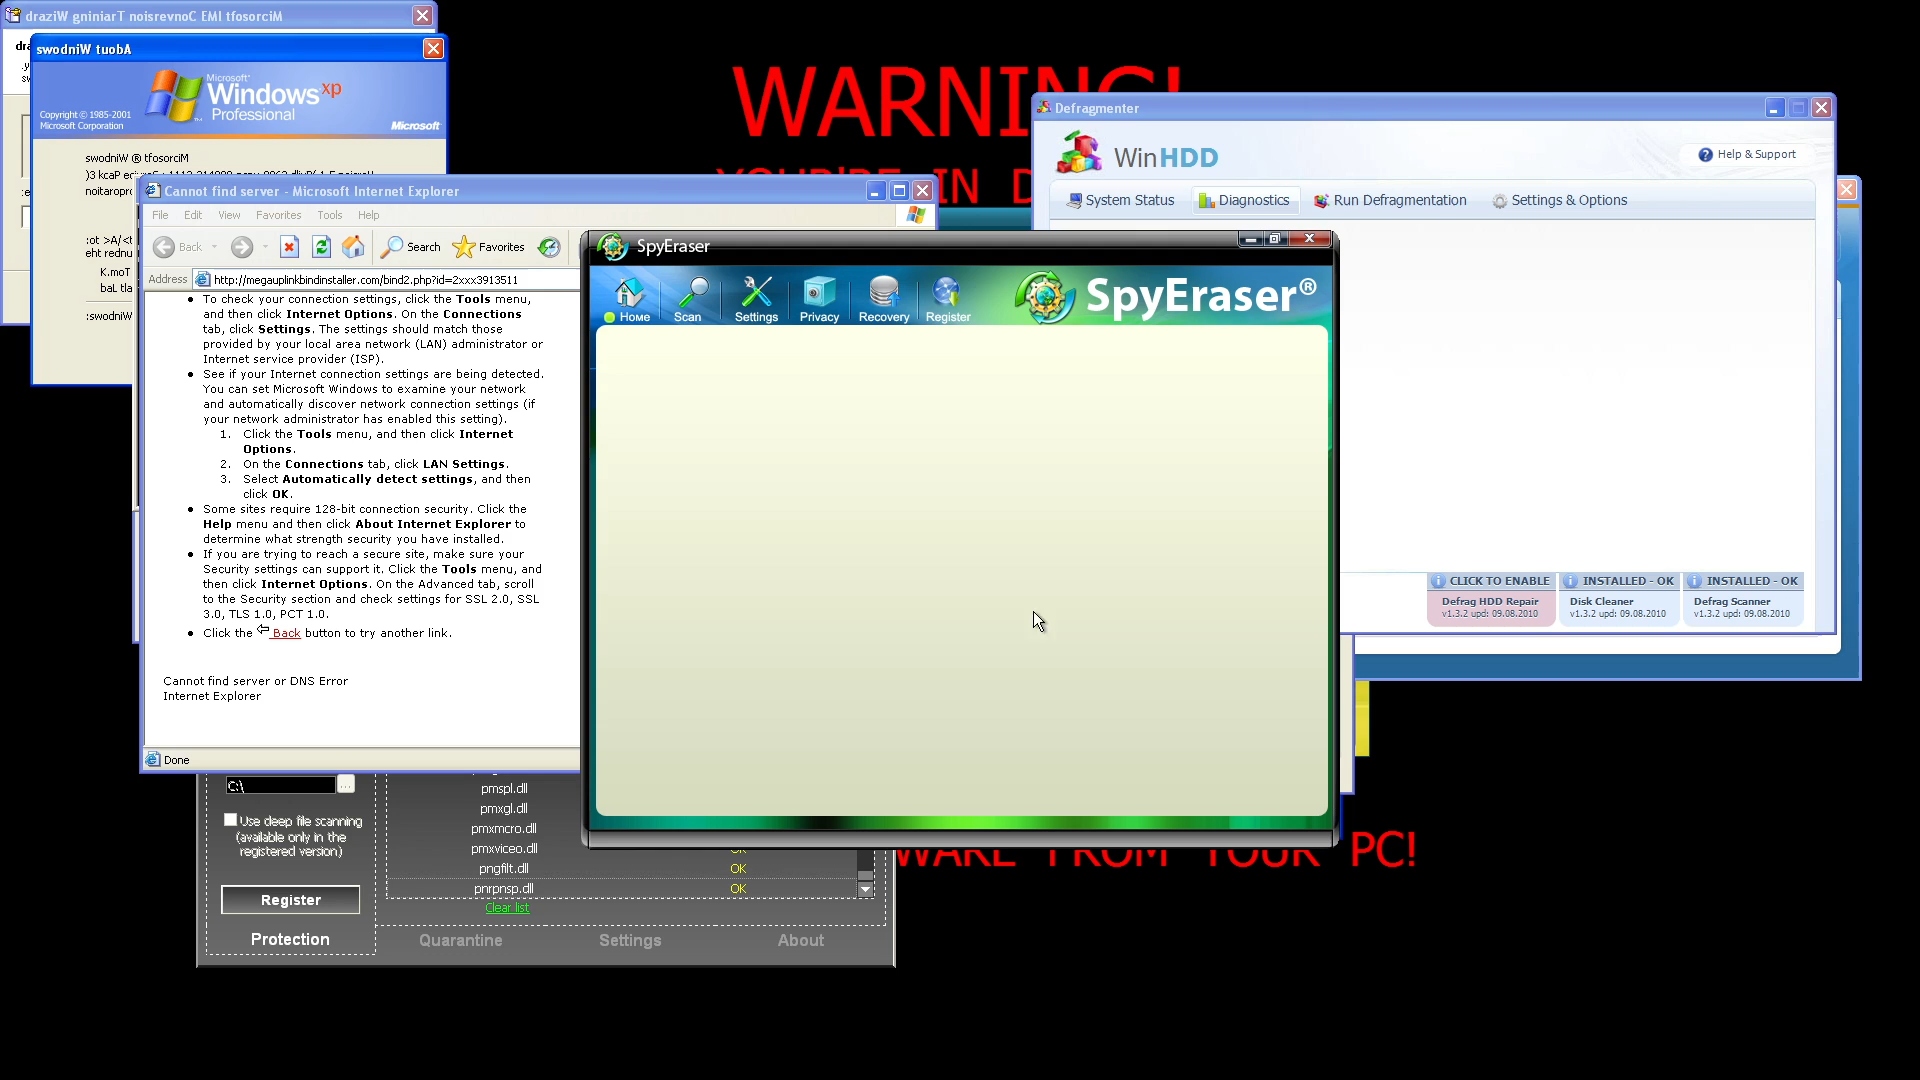 draziW gniniarT noisrevnoC EMI tfosorciM
swodniW tuobA
Microsoft®
Windows xp
Professional
Copyright © 1985-2001
Microsoft Corporation
Microsoft
swodniW ® tfosorciM
noitaropro
:ot >A/<t
eht rednu
K.moT
baL tla
:swodniW
WARNING!
YOU'RE IN D
Cannot find server - Microsoft Internet Explorer
File Edit View Favorites Tools Help
Back Search Favorites
Address http://megauplinkbindinstaller.com/bind2.php?id=2xxx3913511
• To check your connection settings, click the Tools menu,
and then click Internet Options. On the Connections
tab, click Settings. The settings should match those
provided by your local area network (LAN) administrator or
Internet service provider (ISP).
• See if your Internet connection settings are being detected.
You can set Microsoft Windows to examine your network
and automatically discover network connection settings (if
your network administrator has enabled this setting).
1. Click the Tools menu, and then click Internet
Options.
2. On the Connections tab, click LAN Settings.
3. Select Automatically detect settings, and then
click OK.
• Some sites require 128-bit connection security. Click the
Help menu and then click About Internet Explorer to
determine what strength security you have installed.
• If you are trying to reach a secure site, make sure your
Security settings can support it. Click the Tools menu, and
then click Internet Options. On the Advanced tab, scroll
to the Security section and check settings for SSL 2.0, SSL
3.0, TLS 1.0, PCT 1.0.
• Click the Back button to try another link.
Cannot find server or DNS Error
Internet Explorer
Done
SpyEraser
Home Scan Settings Privacy Recovery Register
SpyEraser®
Defragmenter
WinHDD
Help & Support
System Status Diagnostics Run Defragmentation Settings & Options
CLICK TO ENABLE INSTALLED - OK INSTALLED - OK
Defrag HDD Repair Disk Cleaner Defrag Scanner
v1.3.2 upd: 09.08.2010 v1.3.2 upd: 09.08.2010 v1.3.2 upd: 09.08.2010
C:\ ...
Use deep file scanning
(available only in the
registered version)
Register
Protection
pmspl.dll
pmxgl.dll
pmxmcro.dll
pmxviceo.dll OK
pngfilt.dll OK
pnrpnsp.dll OK
Clear list
Quarantine Settings About
WARE FROM YOUR PC!